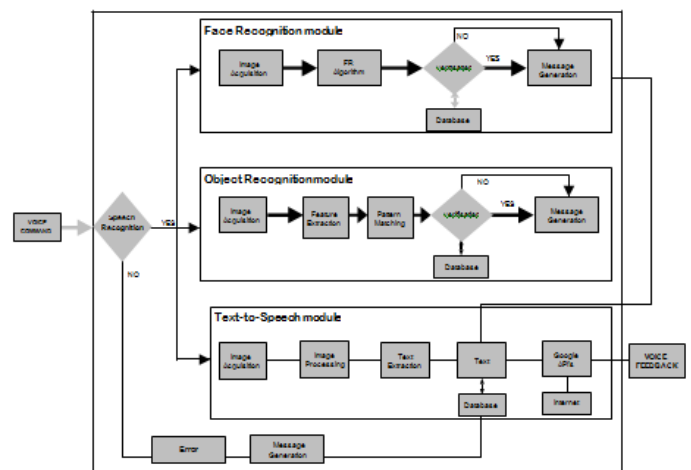 Face Recognition module
NO
Image
Acquisition
FR
Algorithm
YES
Message
Generation
Database
Object Recognition module
NO
Image
Acquisition
Feature
Extraction
Pattern
Matching
YES
Message
Generation
Database
VOICE
COMMAND
Speech
Recognition
YES
NO
Text-to-Speech module
Image
Acquisition
Image
Processing
Text
Extraction
Text
Google
APIs
VOICE
FEEDBACK
Database
Internet
Error
Message
Generation